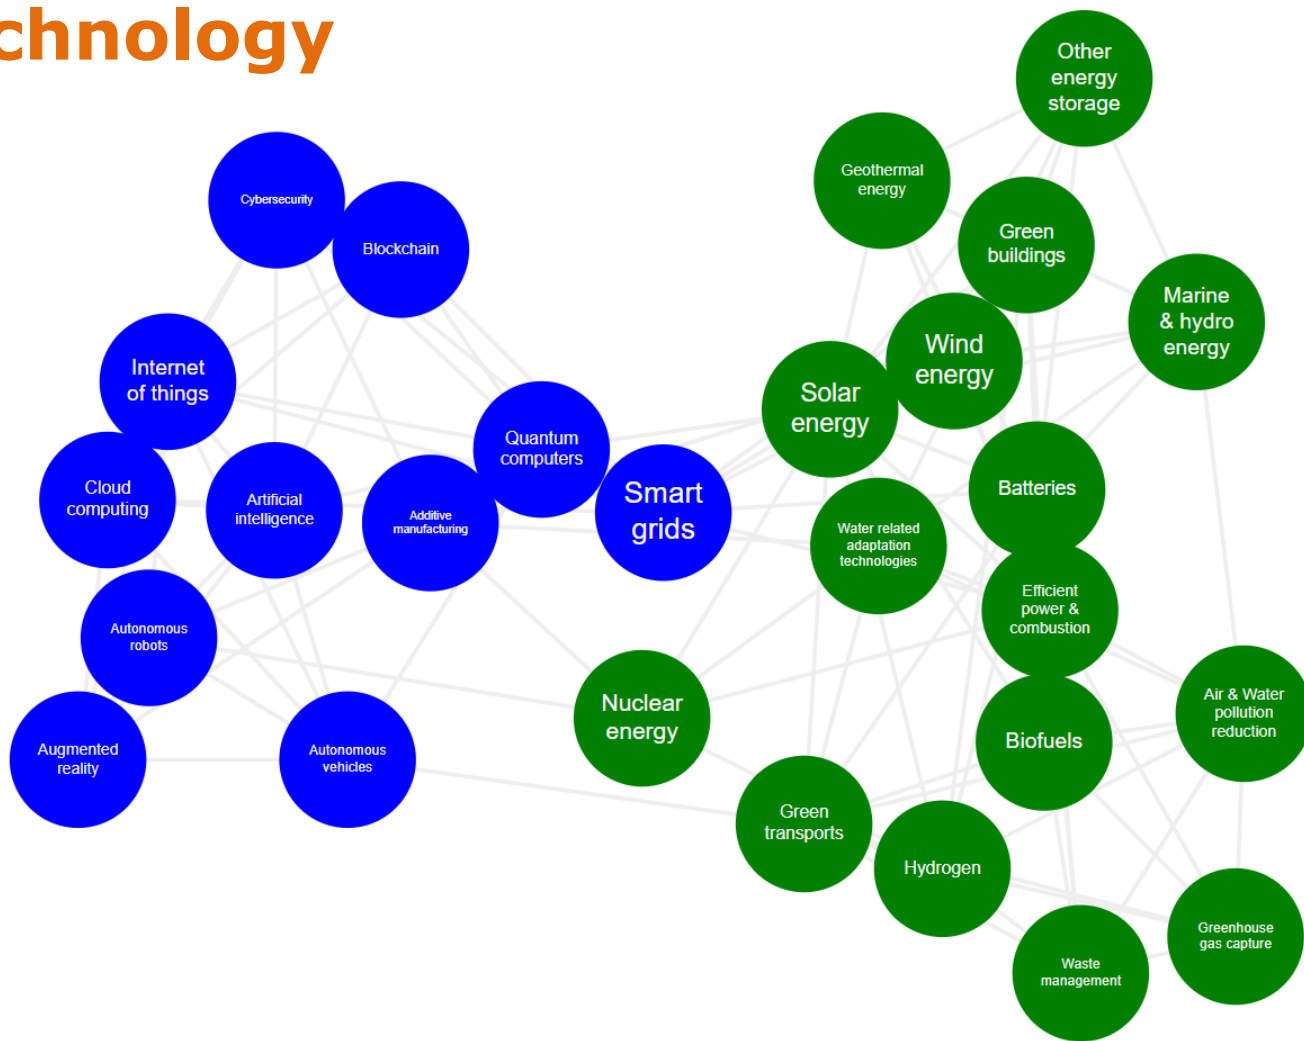 chnology
Other
energy
storage
Geothermal
energy
Cybersecurity
Blockchain
Green
buildings
Marine
& hydro
energy
Internet
of things
Wind
energy
Solar
energy
Quantum
computers
Cloud
computing
Artificial
intelligence
Additive
manufacturing
Smart
grids
Batteries
Water related
adaptation
technologies
Efficient
power &
combustion
Autonomous
robots
Nuclear
energy
Air & Water
pollution
reduction
Biofuels
Augmented
reality
Autonomous
vehicles
Green
transports
Hydrogen
Greenhouse
gas capture
Waste
management